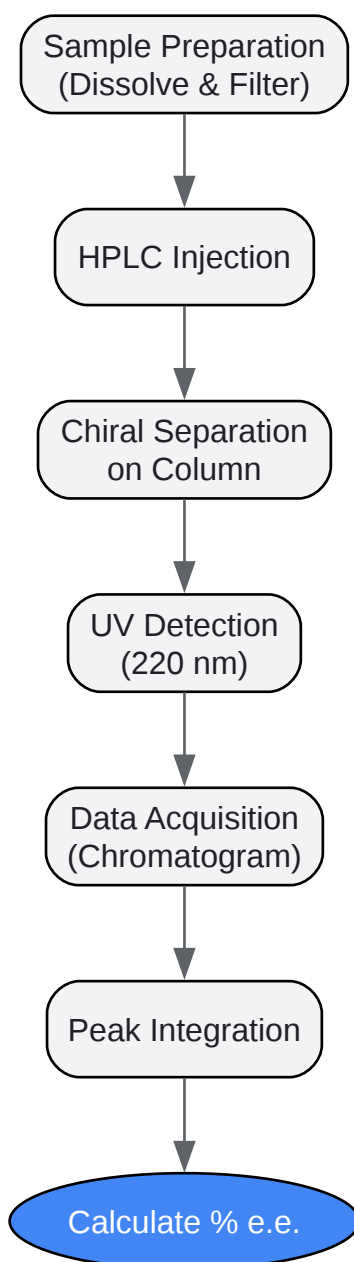 Sample Preparation
(Dissolve & Filter)
HPLC Injection
Chiral Separation
on Column
UV Detection
(220 nm)
Data Acquisition
(Chromatogram)
Peak Integration
Calculate % e.e.